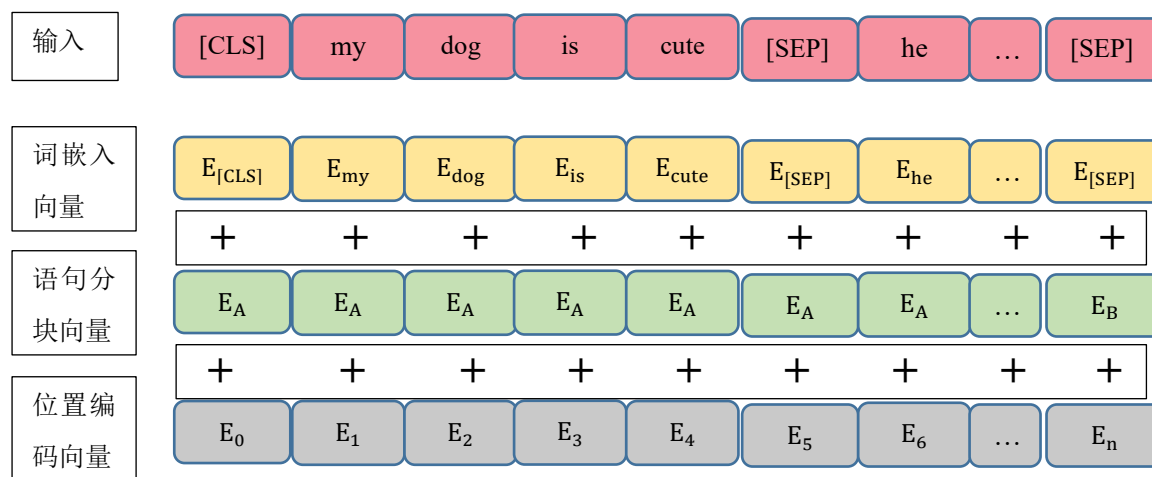 输入 [CLS] my dog is cute [SEP] he … [SEP]
词嵌入
向量
E[CLS] Emy Edog Eis Ecute E[SEP] Ehe … E[SEP]
+ + + + + + + + +
语句分
块向量
EA EA EA EA EA EA EA … EB
+ + + + + + + + +
位置编
码向量
E0 E1 E2 E3 E4 E5 E6 … En